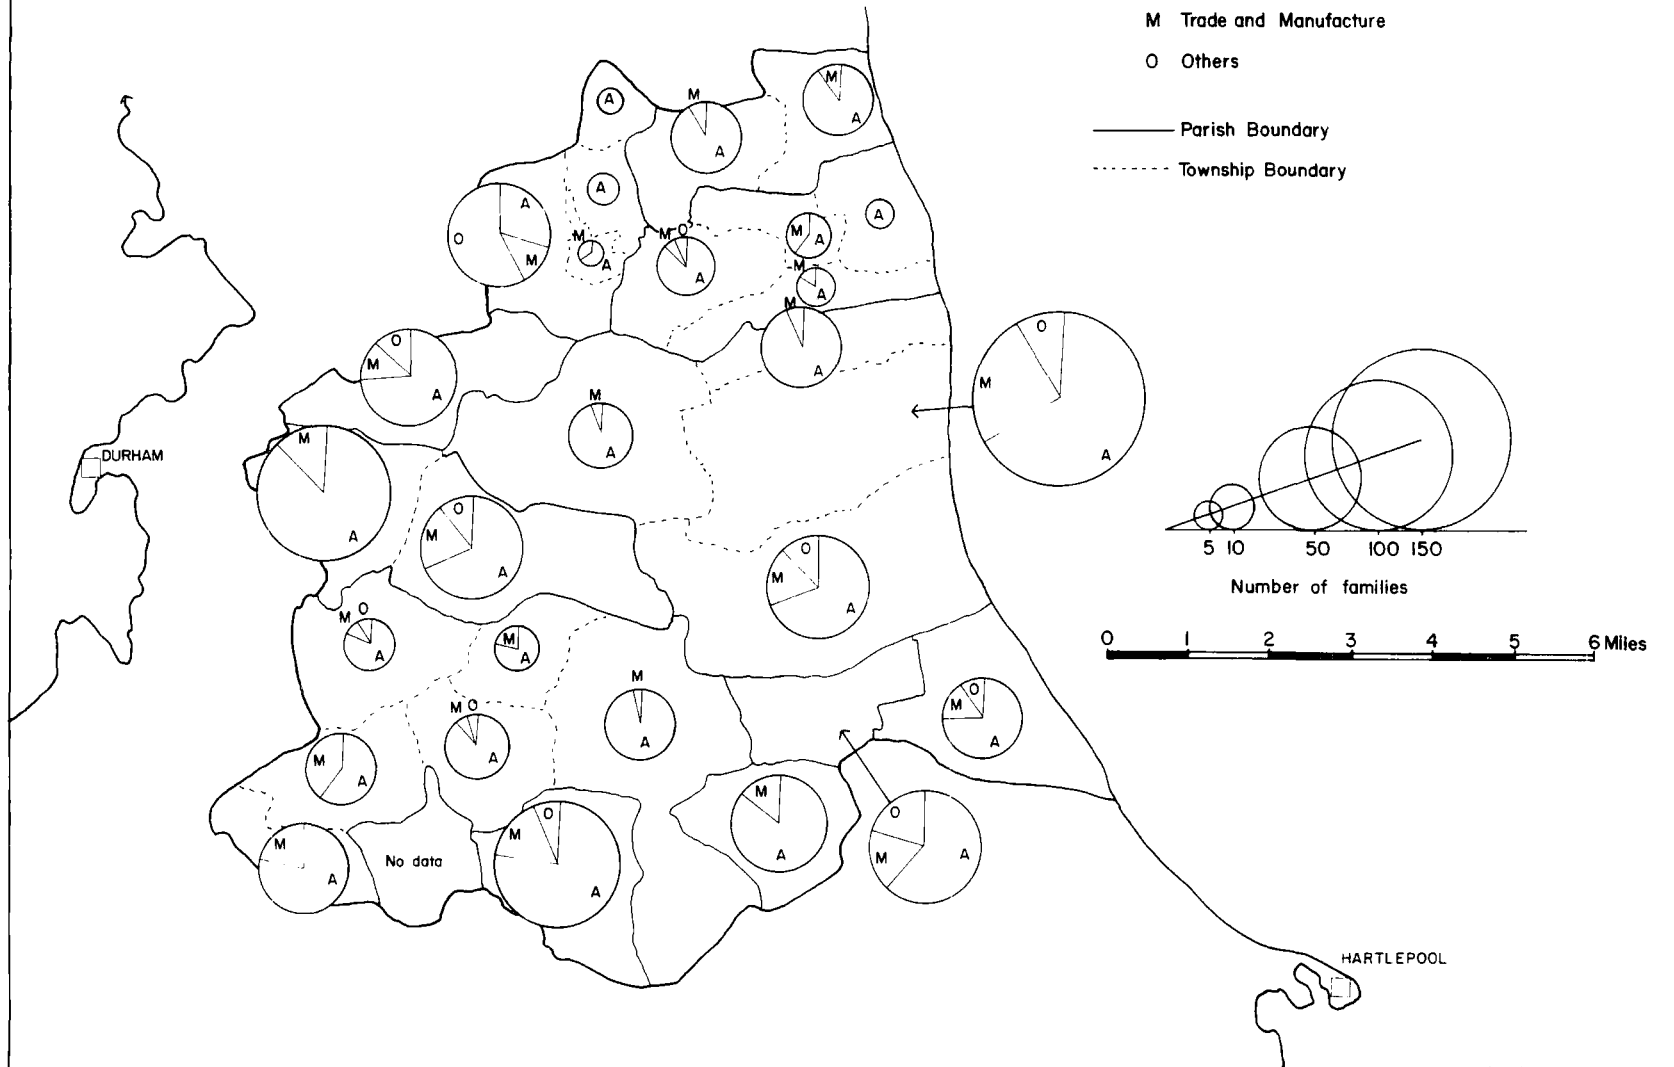 M Trade and Manufacture
O Others
Parish Boundary
Township Boundary
A
M
A
M
A
A
A
O
M
M
A
M O
A
M
A
A
M
A
M
A
O
M
A
M
A
O
M
A
M
A
O
M
A
O
M
A
DURHAM
5 10 50 100 150
Number of families
O
M
A
0 1 2 3 4 5 6 Miles
M O
A
M
A
M
A
O
M
A
M O
A
M
A
M
A
No data
O
M
A
M
A
O
M
A
HARTLEPOOL